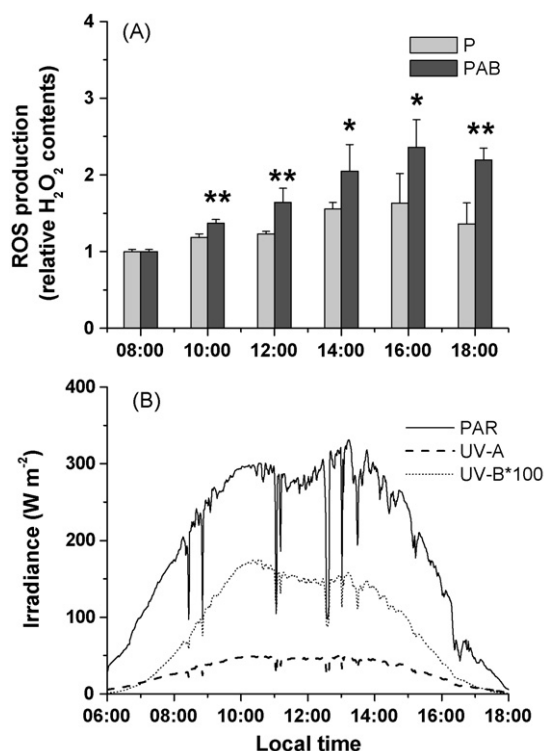 (A)
P
PAB
ROS production
(relative H₂O₂ contents)
4
3
2
1
0
*
*
**
**
**
08:00 10:00 12:00 14:00 16:00 18:00
(B)
PAR
UV-A
UV-B*100
Irradiance (W m⁻²)
400
300
200
100
0
06:00 08:00 10:00 12:00 14:00 16:00 18:00
Local time